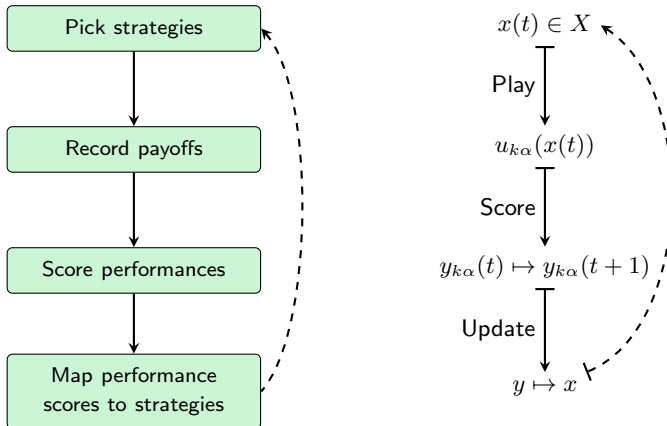 Pick strategies
Record payoffs
Score performances
Map performance
scores to strategies
x(t) ∈ X
Play
u_{kα}(x(t))
Score
y_{kα}(t) ↦ y_{kα}(t + 1)
Update
y ↦ x